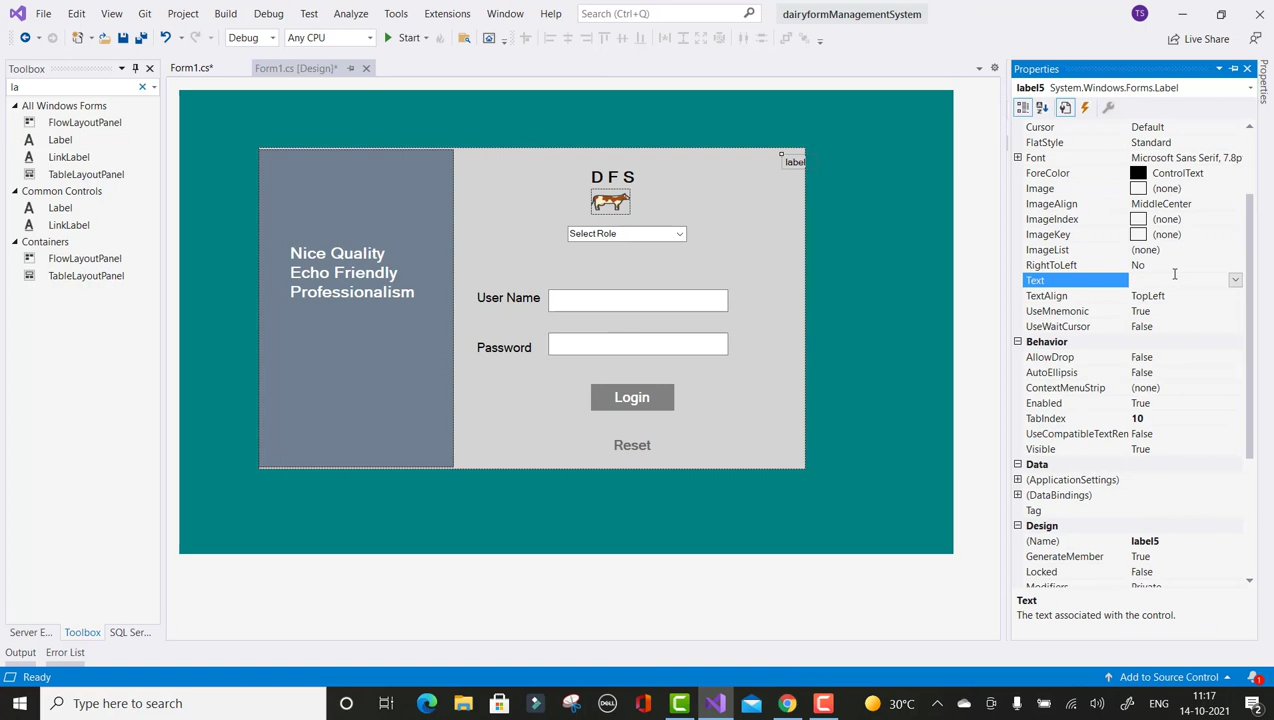 File Edit View Git Project Build Debug Test Analyze Tools Extensions Window Help Search (Ctrl+Q) dairyformManagementSystem TS
Debug Any CPU Start Live Share
Toolbox
Form1.cs* Form1.cs [Design]*
Properties
la
label5 System.Windows.Forms.Label
Properties
All Windows Forms
FlowLayoutPanel
Label
LinkLabel
TableLayoutPanel
Common Controls
Label
LinkLabel
Containers
FlowLayoutPanel
TableLayoutPanel
label
D F S
Select Role
Nice Quality
Echo Friendly
Professionalism
User Name
Password
Login
Reset
Cursor Default
FlatStyle Standard
Font Microsoft Sans Serif, 7.8p
ForeColor ControlText
Image (none)
ImageAlign MiddleCenter
ImageIndex (none)
ImageKey (none)
ImageList (none)
RightToLeft No
Text
TextAlign TopLeft
UseMnemonic True
UseWaitCursor False
Behavior
AllowDrop False
AutoEllipsis False
ContextMenuStrip (none)
Enabled True
TabIndex 10
UseCompatibleTextRen False
Visible True
Data
(ApplicationSettings)
(DataBindings)
Tag
Design
(Name) label5
GenerateMember True
Locked False
Modifiers Private
Text
The text associated with the control.
Server E... Toolbox SQL Ser...
Output Error List
Ready
Add to Source Control 1
Type here to search
DELL
30°C
ENG
11:17
14-10-2021
2